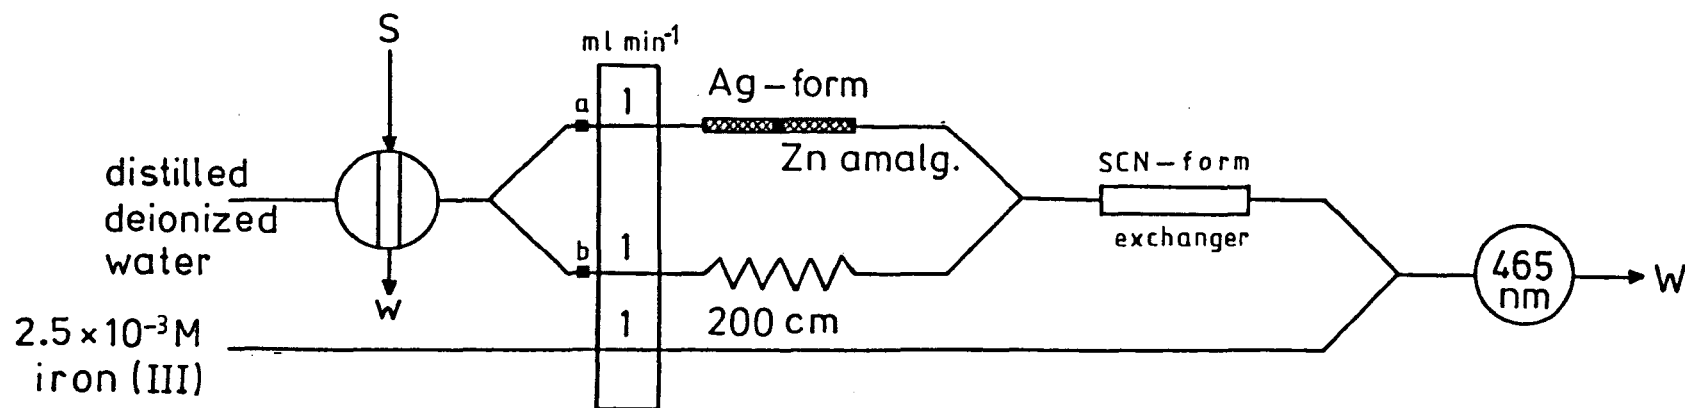 S
ml min⁻¹
a
1
Ag-form
distilled
deionized
water
Zn amalg.
SCN-form
exchanger
b
1
W
465
nm
W
2.5×10⁻³M
iron (III)
1
200 cm